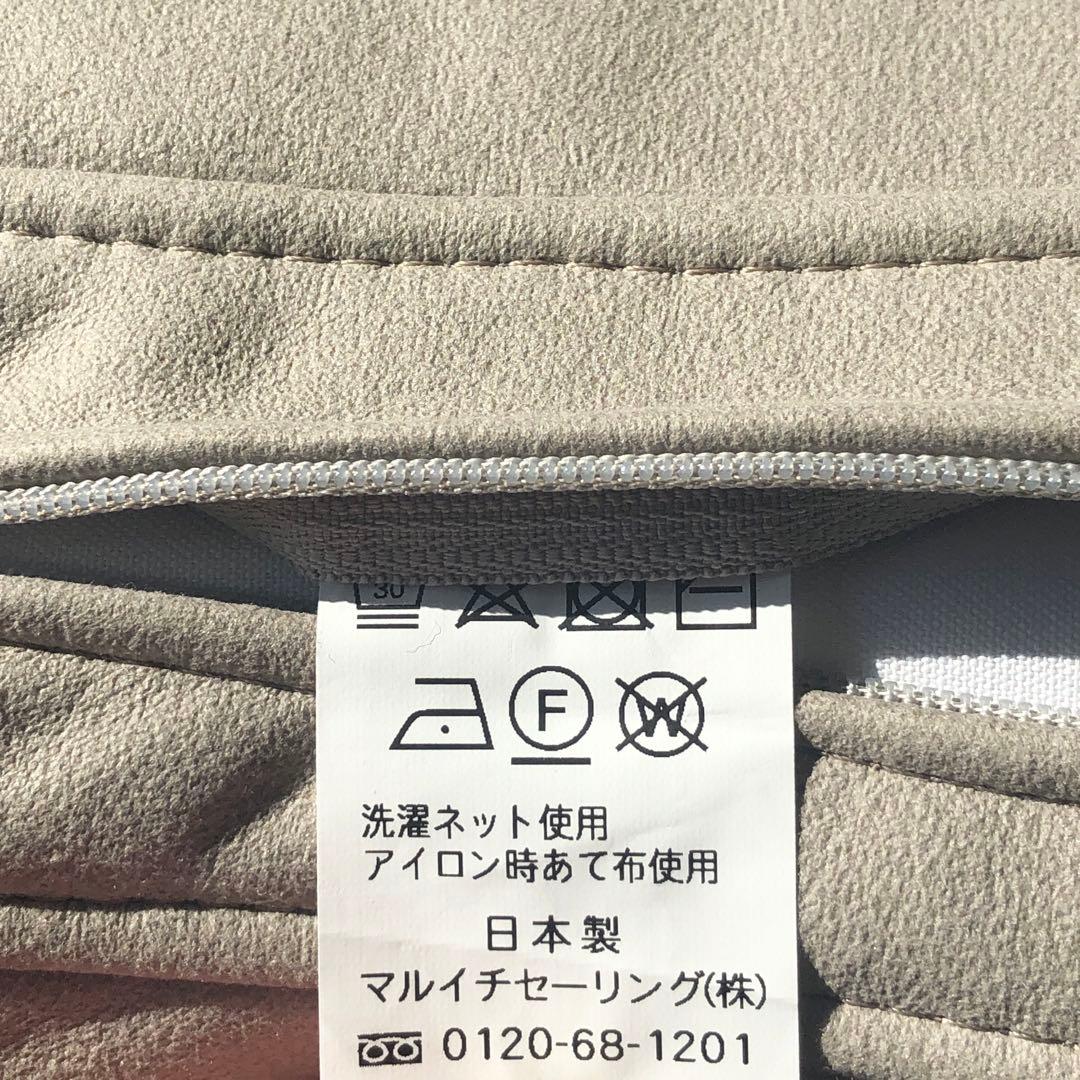 30
F W
洗濯ネット使用
アイロン時あて布使用
日本製
マルイチセーリング(株)
0120-68-1201